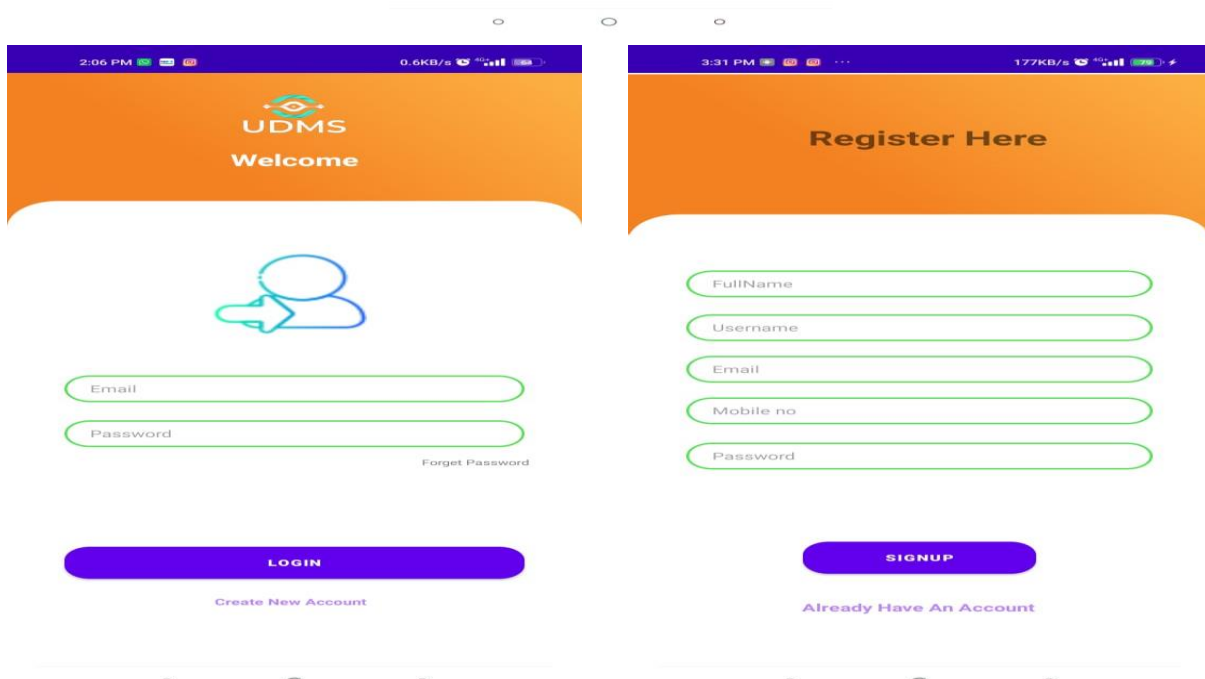 2:06 PM
0.6KB/s
UDMS
Welcome
Email
Password
Forget Password
LOGIN
Create New Account
3:31 PM
177KB/s
79
Register Here
FullName
Username
Email
Mobile no
Password
SIGNUP
Already Have An Account